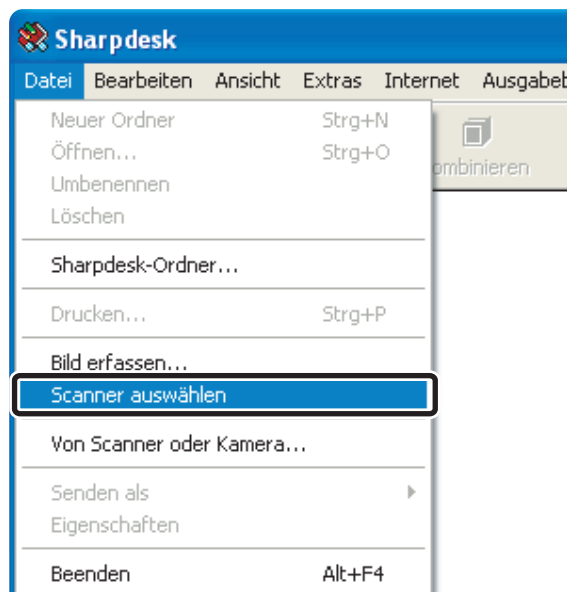 Sharpdesk
Datei Bearbeiten Ansicht Extras Internet
Neuer Ordner Strg+N
Öffnen... Strg+O
Umbenennen
Löschen
Sharpdesk-Ordner...
Drucken... Strg+P
Bild erfassen...
Scanner auswählen
Von Scanner oder Kamera...
Senden als
Eigenschaften
Beenden Alt+F4